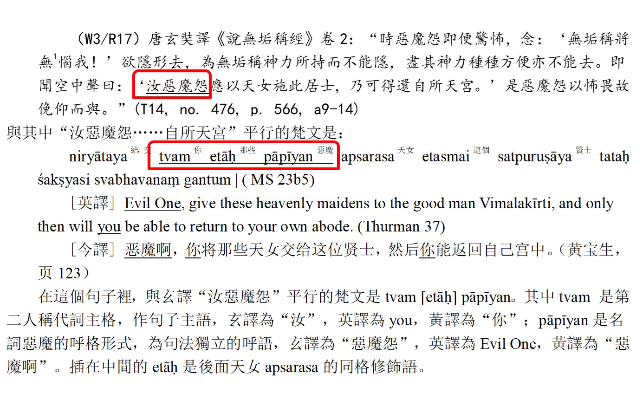 （W3/R17）唐玄奘譯《說無垢稱經》卷 2：“時惡魔怨即便驚怖，念：‘無垢稱將
無¹惱我！’欲隱形去，為無垢稱神力所持而不能隱，盡其神力種種方便亦不能去。即
聞空中聲曰：‘汝惡魔怨應以天女施此居士，乃可得還自所天宮。’是惡魔怨以怖畏故
俛仰而與。”（T14, no. 476, p. 566, a9-14）
與其中“汝惡魔怨……自所天宮”平行的梵文是：
niryātaya 給 交 tvam 你 etāḥ 那些 pāpīyan 惡魔 apsarasa 天女 etasmai 這個 satpuruṣāya 賢士 tataḥ
śakṣyasi svabhavanaṃ gantum | ( MS 23b5)
［英譯］Evil One, give these heavenly maidens to the good man Vimalakīrti, and only
then will you be able to return to your own abode. (Thurman 37)
［今譯］恶魔啊，你将那些天女交给这位贤士，然后你能返回自己宫中。（黄宝生，
页 123）
在這個句子裡，與玄譯“汝惡魔怨”平行的梵文是 tvam [etāḥ] pāpīyan。其中 tvam 是第
二人稱代詞主格，作句子主語，玄譯為“汝”，英譯為 you，黃譯為“你”；pāpīyan 是名
詞惡魔的呼格形式，為句法獨立的呼語，玄譯為“惡魔怨”，英譯為 Evil One，黃譯為“惡
魔啊”。插在中間的 etāḥ 是後面天女 apsarasa 的同格修飾語。